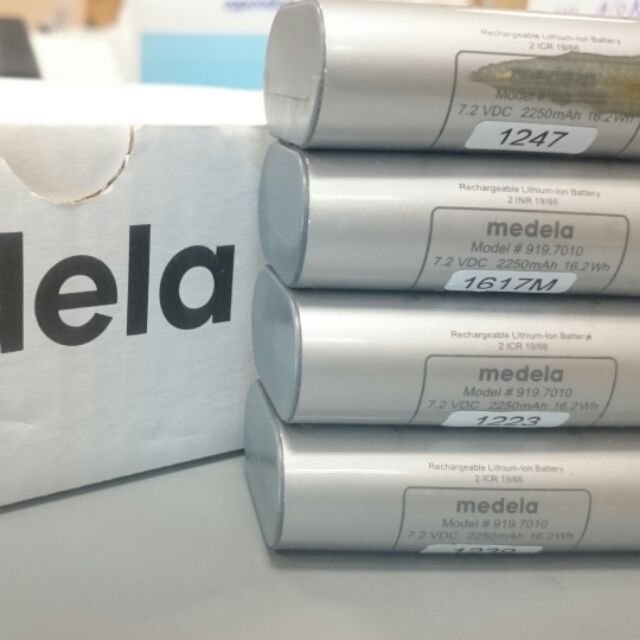 dela
Rechargeable Lithium-Ion Battery
2 ICR 19/66
Model #
7.2 VDC 2250mAh 16.2Wh
1247
Rechargeable Lithium-Ion Battery
2 INR 19/66
medela
Model # 919.7010
7.2 VDC 2250mAh 16.2Wh
1617M
Rechargeable Lithium-Ion Battery
2 ICR 19/66
medela
Model # 919.7010
7.2 VDC 2250mAh 16.2Wh
1223
Rechargeable Lithium-Ion Battery
2 ICR 19/66
medela
Model # 919.7010
7.2 VDC 2250mAh 16.2Wh